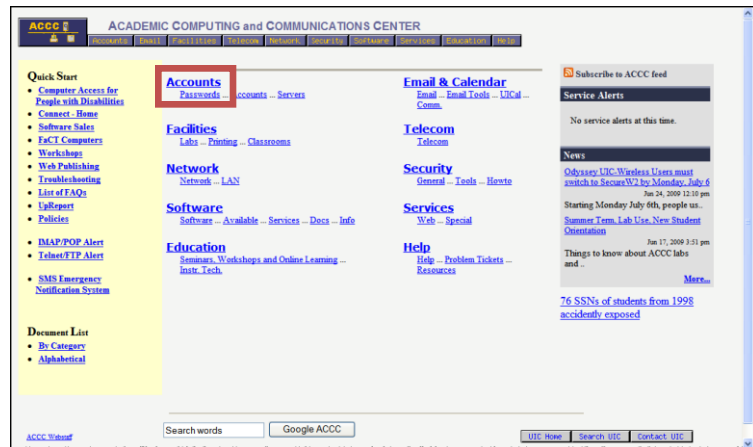 ACCC
ACADEMIC COMPUTING and COMMUNICATIONS CENTER
Accounts Email Facilities Telecom Network Security Software Services Education Help
Quick Start
Computer Access for
People with Disabilities
Connect - Home
Software Sales
FaCT Computers
Workshops
Web Publishing
Troubleshooting
List of FAQs
UpReport
Policies
IMAP/POP Alert
Telnet/FTP Alert
SMS Emergency
Notification System
Document List
By Category
Alphabetical
Accounts
Passwords ... Accounts ... Servers
Facilities
Labs ... Printing ... Classrooms
Network
Network ... LAN
Software
Software ... Available ... Services ... Docs ... Info
Education
Seminars, Workshops and Online Learning ...
Instr. Tech.
Email & Calendar
Email ... Email Tools ... UICal ...
Comm.
Telecom
Telecom
Security
General ... Tools ... Howto
Services
Web ... Special
Help
Help ... Problem Tickets ...
Resources
Subscribe to ACCC feed
Service Alerts
No service alerts at this time.
News
Odyssey UIC-Wireless Users must
switch to SecureW2 by Monday, July 6
Jun 24, 2009 12:10 pm
Starting Monday July 6th, people us..
Summer Term, Lab Use, New Student
Orientation
Jun 17, 2009 3:51 pm
Things to know about ACCC labs
and ..
More...
76 SSNs of students from 1998
accidently exposed
Search words Google ACCC
ACCC Webstuff
UIC Home Search UIC Contact UIC